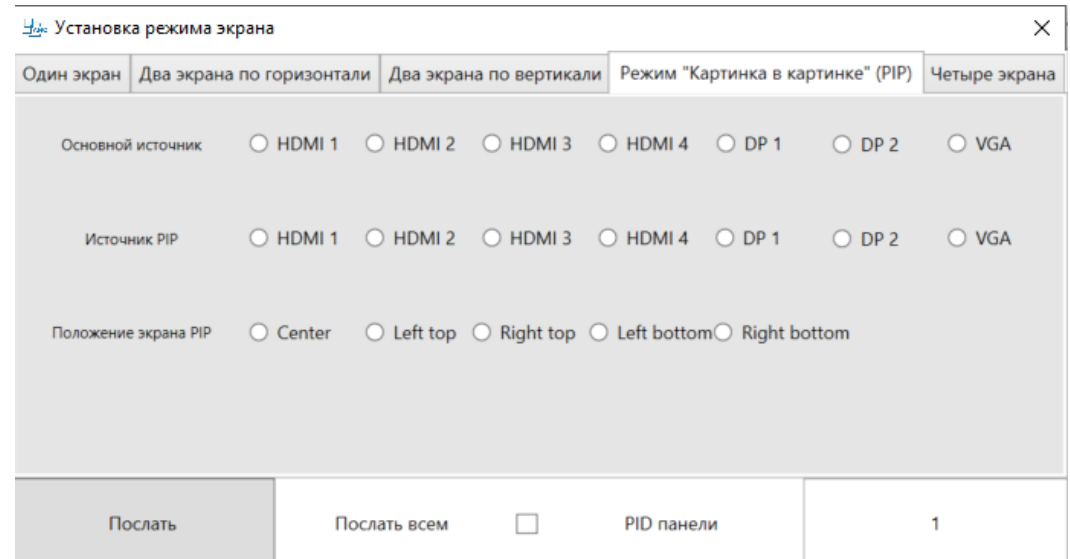 Установка режима экрана
Один экран Два экрана по горизонтали Два экрана по вертикали Режим "Картинка в картинке" (PIP) Четыре экрана
Основной источник HDMI 1 HDMI 2 HDMI 3 HDMI 4 DP 1 DP 2 VGA
Источник PIP HDMI 1 HDMI 2 HDMI 3 HDMI 4 DP 1 DP 2 VGA
Положение экрана PIP Center Left top Right top Left bottom Right bottom
Послать Послать всем PID панели 1